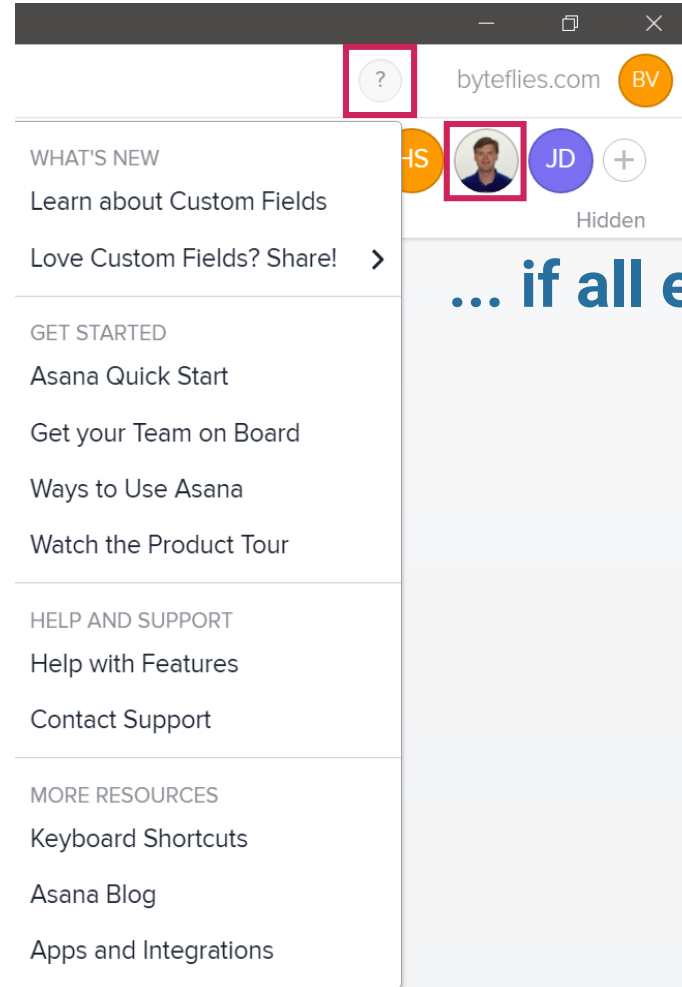 ?
byteflies.com
BV
HS
JD
Hidden
... if all e
WHAT'S NEW
Learn about Custom Fields
Love Custom Fields? Share!
GET STARTED
Asana Quick Start
Get your Team on Board
Ways to Use Asana
Watch the Product Tour
HELP AND SUPPORT
Help with Features
Contact Support
MORE RESOURCES
Keyboard Shortcuts
Asana Blog
Apps and Integrations